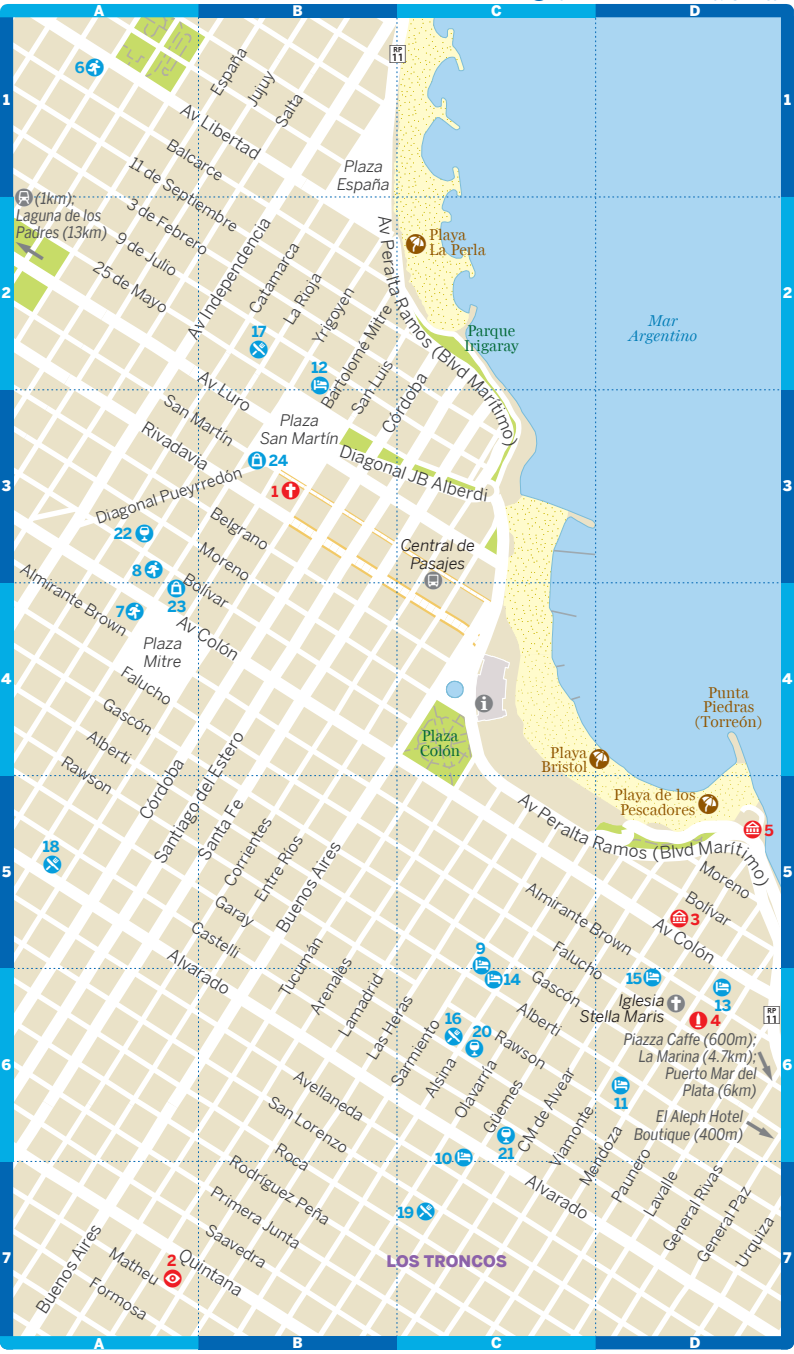 A B C D
1
6
España
Jujuy
Salta
RP
11
Av Libertad
Balcarce
11 de Septiembre
3 de Febrero
9 de Julio
25 de Mayo
Plaza
España
1
(1km);
Laguna de los
Padres (13km)
2
Av Independencia
Catamarca
La Rioja
Yrigoyen
Bartolomé Mitre
San Luis
Córdoba
Av Peralta Ramos (Blvd Marítimo)
Playa
La Perla
Parque
Irigaray
Mar
Argentino
2
17
12
Av Luro
San Martín
Rivadavia
Plaza
San Martín
24
Diagonal JB Alberdi
3
1
Diagonal Pueyrredón
22
Belgrano
Moreno
Bolívar
Central de
Pasajes
3
8
23
7
Almirante Brown
Av Colón
Plaza
Mitre
4
Falucho
Gascón
Alberti
Rawson
Plaza
Colón
Punta
Piedras
(Torreón)
Playa
Bristol
4
Playa de los
Pescadores
Córdoba
Santiago del Estero
Santa Fe
Corrientes
Entre Ríos
Buenos Aires
Av Peralta Ramos (Blvd Marítimo)
5
18
5
Garay
Castelli
Alvarado
Moreno
Bolívar
3
Av Colón
5
Almirante Brown
Falucho
Gascón
Alberti
Rawson
9
14
15
13
Iglesia
Stella Maris
4
RP
11
Tucumán
Arenales
Lamadrid
Las Heras
Sarmiento
Alsina
Olavarría
Güemes
CM de Alvear
Viamonte
Mendoza
Paunero
Lavalle
General Rivas
General Paz
Urquiza
16
20
6
Piazza Caffe (600m);
La Marina (4.7km);
Puerto Mar del
Plata (6km)
6
11
El Aleph Hotel
Boutique (400m)
Avellaneda
San Lorenzo
Roca
Rodríguez Peña
Primera Junta
Saavedra
Quintana
10
21
Alvarado
19
LOS TRONCOS
7
Buenos Aires
Matheu
Formosa
2
7
A B C D